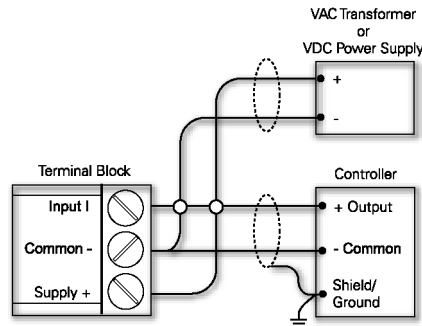 VAC Transformer
or
VDC Power Supply
+
-
Terminal Block
Input I
Common -
Supply +
Controller
+ Output
- Common
Shield/
Ground